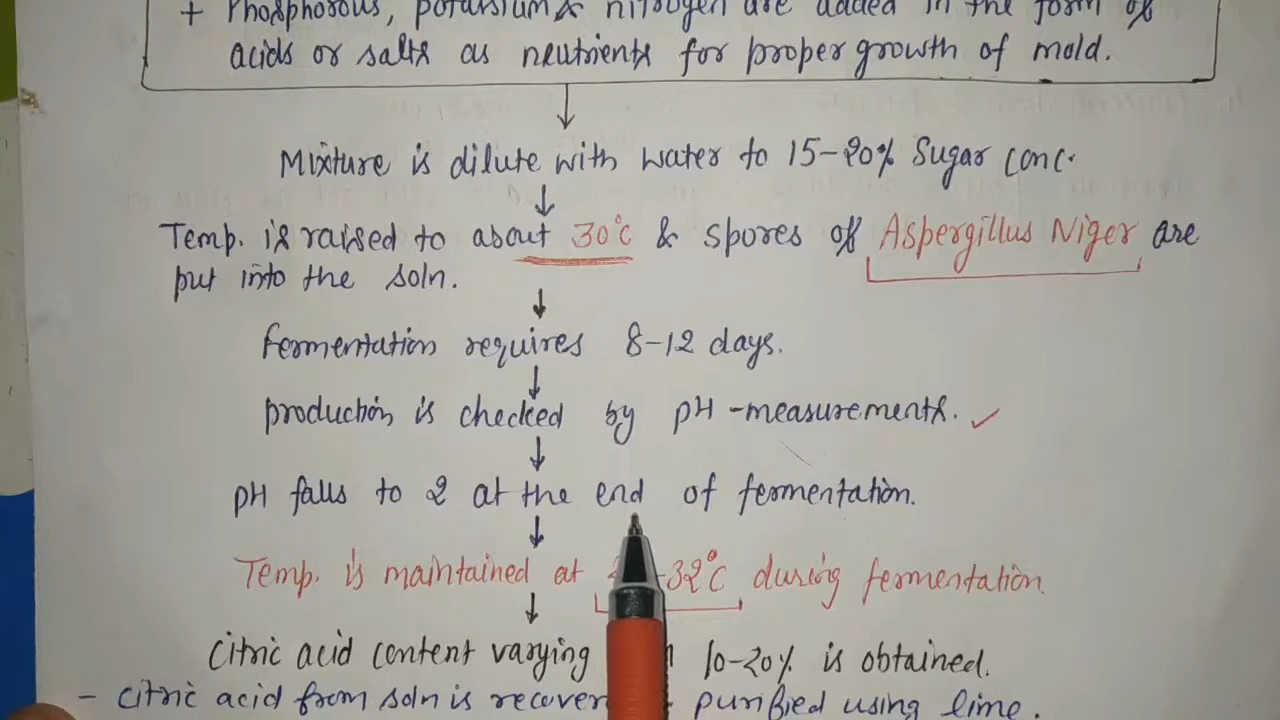 + Phosphorous, potassium & nitrogen are added in the form of
acids or salts as neutrients for proper growth of mold.
Mixture is dilute with water to 15-20% sugar conc.
Temp. is raised to about 30°c & spores of Aspergillus Niger are
put into the soln.
fermentation requires 8-12 days.
production is checked by pH-measurements.
pH falls to 2 at the end of fermentation.
Temp. is maintained at -32°C during fermentation.
Citric acid content varying 10-20% is obtained.
- citric acid from soln is purified using lime.